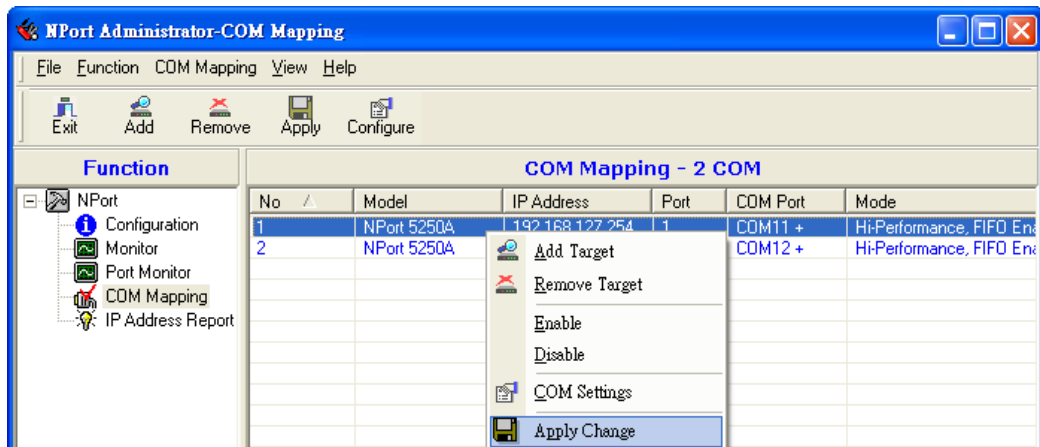 NPort Administrator-COM Mapping
File Function COM Mapping View Help
Exit Add Remove Apply Configure
Function
COM Mapping - 2 COM
NPort
Configuration
Monitor
Port Monitor
COM Mapping
IP Address Report
No Model IP Address Port COM Port Mode
1 NPort 5250A 192.168.127.254 1 COM11 + Hi-Performance, FIFO Ena
2 NPort 5250A COM12 + Hi-Performance, FIFO Ena
Add Target
Remove Target
Enable
Disable
COM Settings
Apply Change